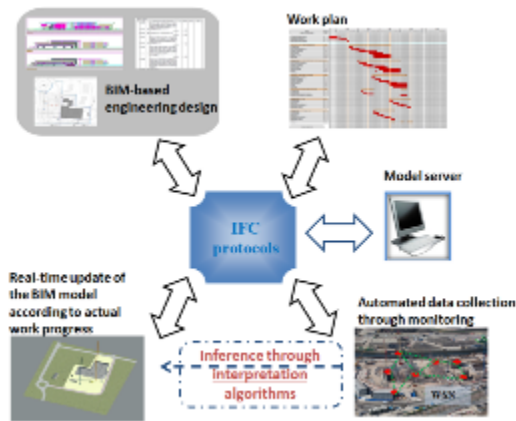 Work plan
BIM-based
engineering design
Model server
IFC
protocols
Real-time update of
the BIM model
according to actual
work progress
Automated data collection
through monitoring
Inference through
interpretation
algorithms
WSN